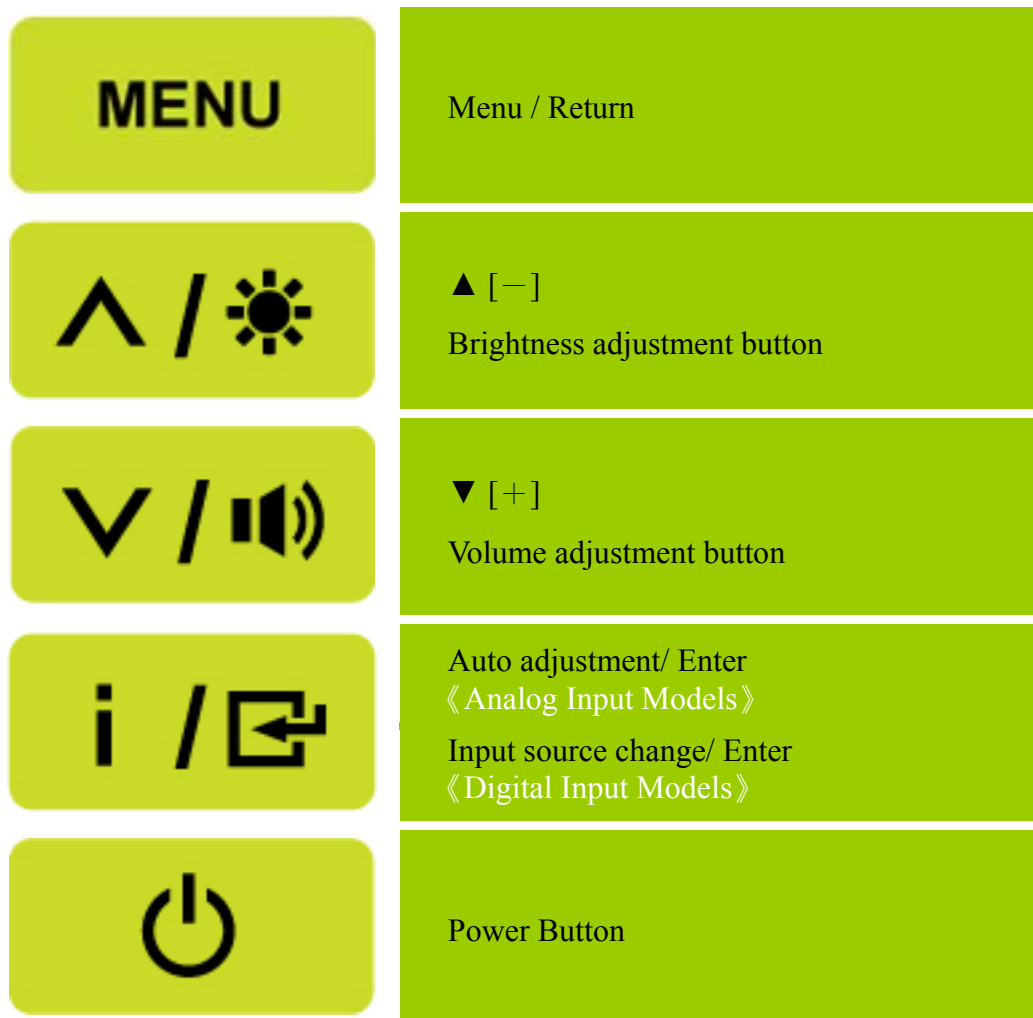 MENU
Menu / Return
∧ /
▲ [－]
Brightness adjustment button
∨ /
▼ [＋]
Volume adjustment button
i /
Auto adjustment/ Enter
《Analog Input Models》
Input source change/ Enter
《Digital Input Models》
Power Button